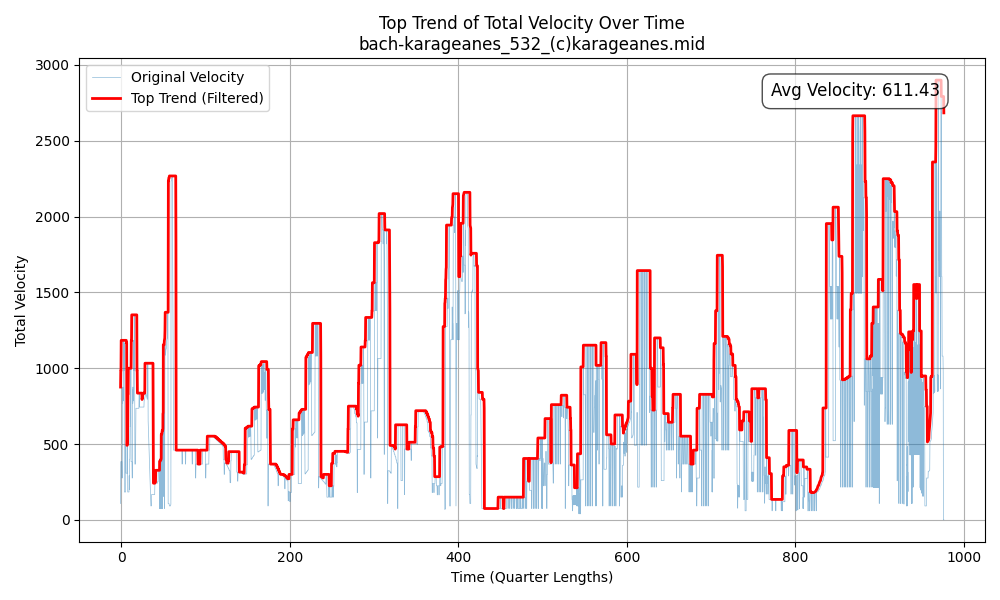 Top Trend of Total Velocity Over Time
bach-karageanes_532_(c)karageanes.mid
Original Velocity
Top Trend (Filtered)
Avg Velocity: 611.43
Total Velocity
3000
2500
2000
1500
1000
500
0
0 200 400 600 800 1000
Time (Quarter Lengths)